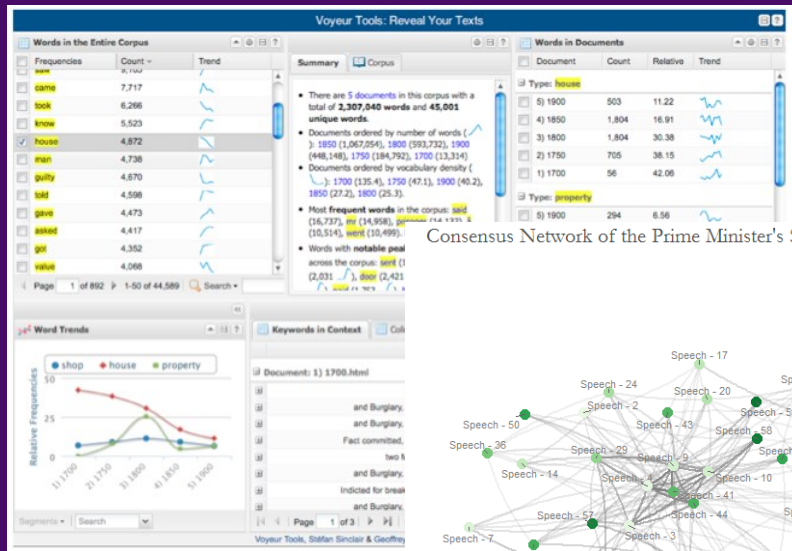 Voyeur Tools: Reveal Your Texts
Words in the Entire Corpus
Frequencies Count Trend
saw 9,103
came 7,717
took 6,266
know 5,523
house 4,872
man 4,738
guilty 4,670
told 4,598
gave 4,473
asked 4,417
got 4,352
value 4,068
Page 1 of 892 1-50 of 44,589 Search
Summary Corpus
There are 5 documents in this corpus with a
total of 2,307,040 words and 45,001
unique words.
Documents ordered by number of words (
): 1850 (1,067,054), 1800 (593,732), 1900
(448,148), 1750 (184,792), 1700 (13,314)
Documents ordered by vocabulary density (
): 1700 (135.4), 1750 (47.1), 1900 (40.2),
1850 (27.2), 1800 (25.3).
Most frequent words in the corpus: said
(16,737), mr (14,958),
(10,514), went (10,499).
Words with notable
across the corpus: sent
(2,031 ), door (2,421
Words in Documents
Document Count Relative Trend
Type: house
5) 1900 503 11.22
4) 1850 1,804 16.91
3) 1800 1,804 30.38
2) 1750 705 38.15
1) 1700 56 42.06
Type: property
5) 1900 294 6.56
Consensus Network of the Prime Minister's
Word Trends
shop house property
Relative Frequencies
50
25
0
1) 1700
2) 1750
3) 1800
4) 1850
5) 1900
Segments Search
Keywords in Context
Document: 1) 1700.html
and Burglary,
and Burglary,
Fact committed,
two
and Burglary,
Indicted for
and Burglary,
Page 1 of 3
Voyeur Tools, Stéfan Sinclair & Geoffrey
Speech - 17
Speech - 24
Speech - 20
Speech - 2
Speech - 50
Speech - 43
Speech - 58
Speech - 36
Speech - 29
Speech - 9
Speech - 14
Speech - 10
Speech - 41
Speech - 44
Speech - 57
Speech - 3
Speech - 7